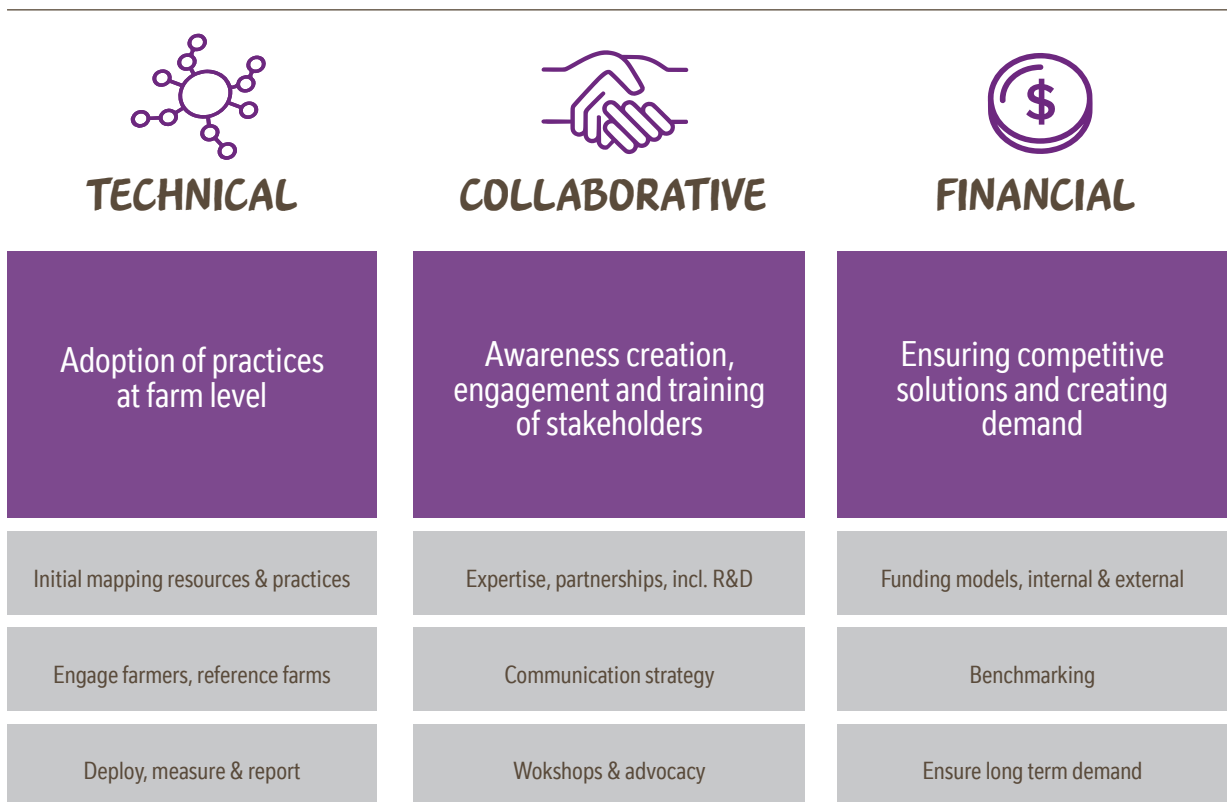 $
TECHNICAL
COLLABORATIVE
FINANCIAL
Adoption of practices
at farm level
Awareness creation,
engagement and training
of stakeholders
Ensuring competitive
solutions and creating
demand
Initial mapping resources & practices
Expertise, partnerships, incl. R&D
Funding models, internal & external
Engage farmers, reference farms
Communication strategy
Benchmarking
Deploy, measure & report
Wokshops & advocacy
Ensure long term demand